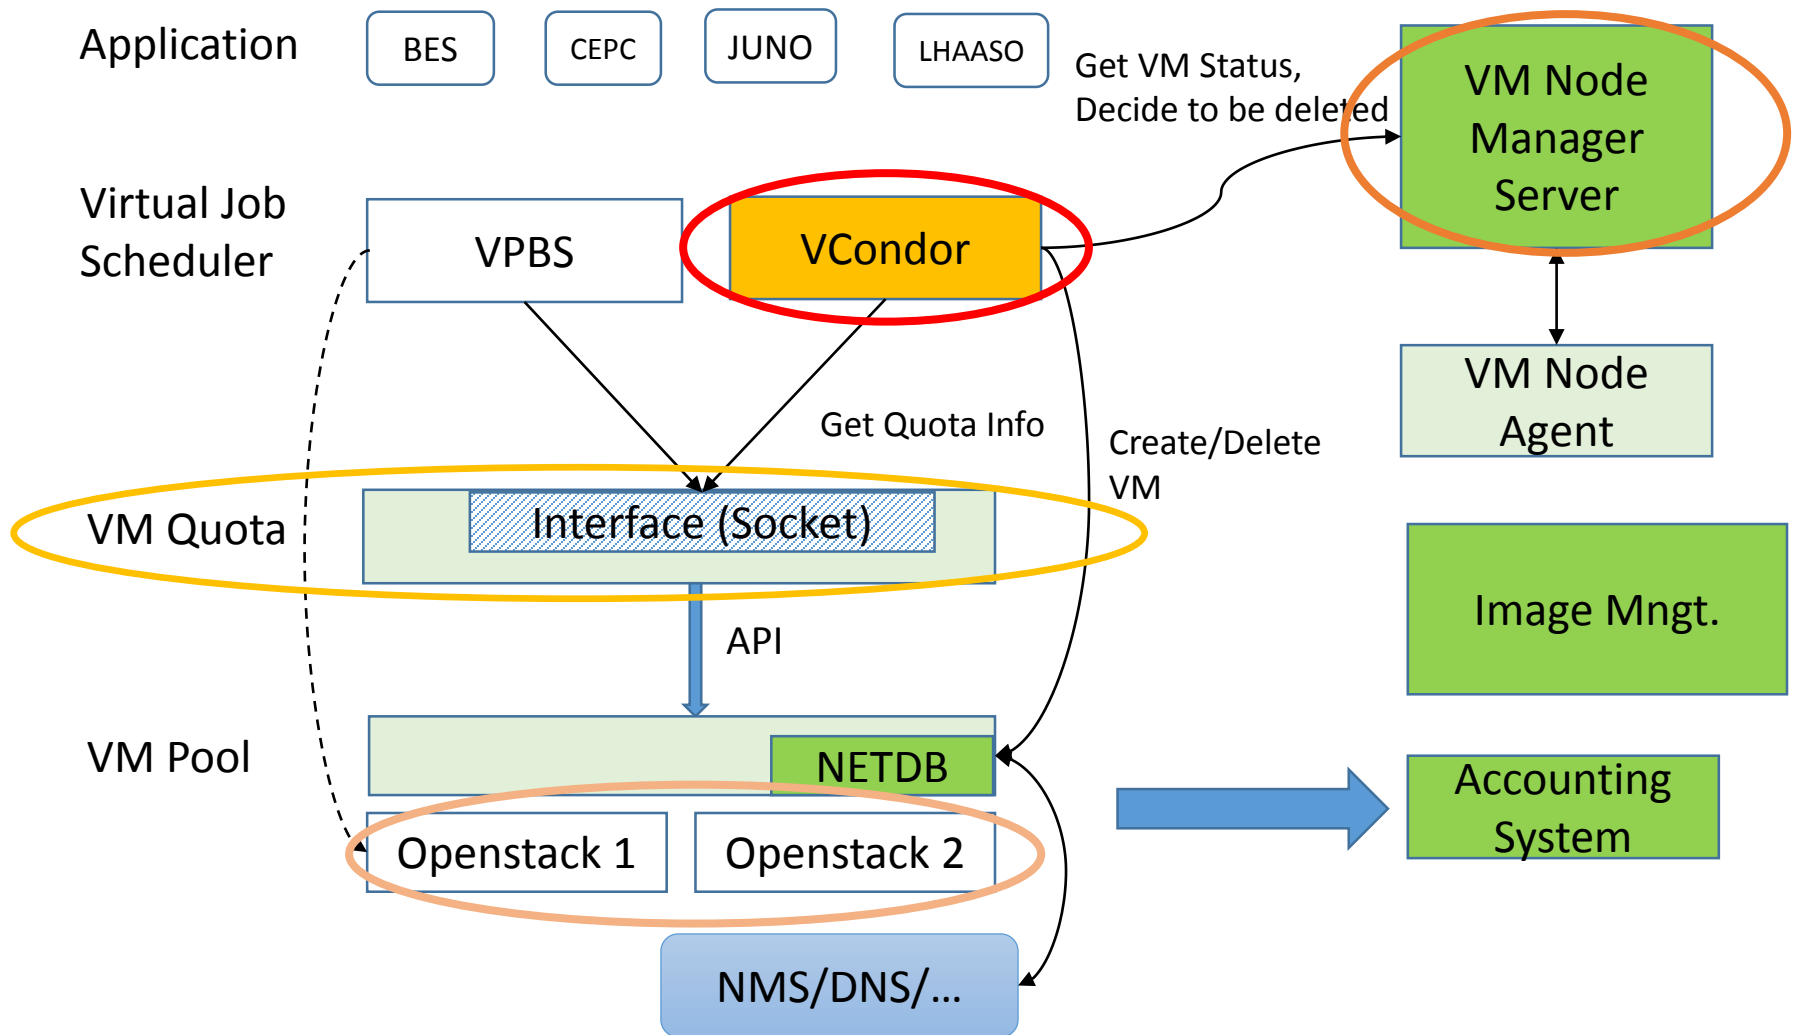 Application
BES
CEPC
JUNO
LHAASO
Get VM Status,
Decide to be deleted
VM Node
Manager
Server
Virtual Job
Scheduler
VPBS
VCondor
VM Node
Agent
Get Quota Info
Create/Delete
VM
VM Quota
Interface (Socket)
Image Mngt.
API
VM Pool
NETDB
Accounting
System
Openstack 1
Openstack 2
NMS/DNS/...